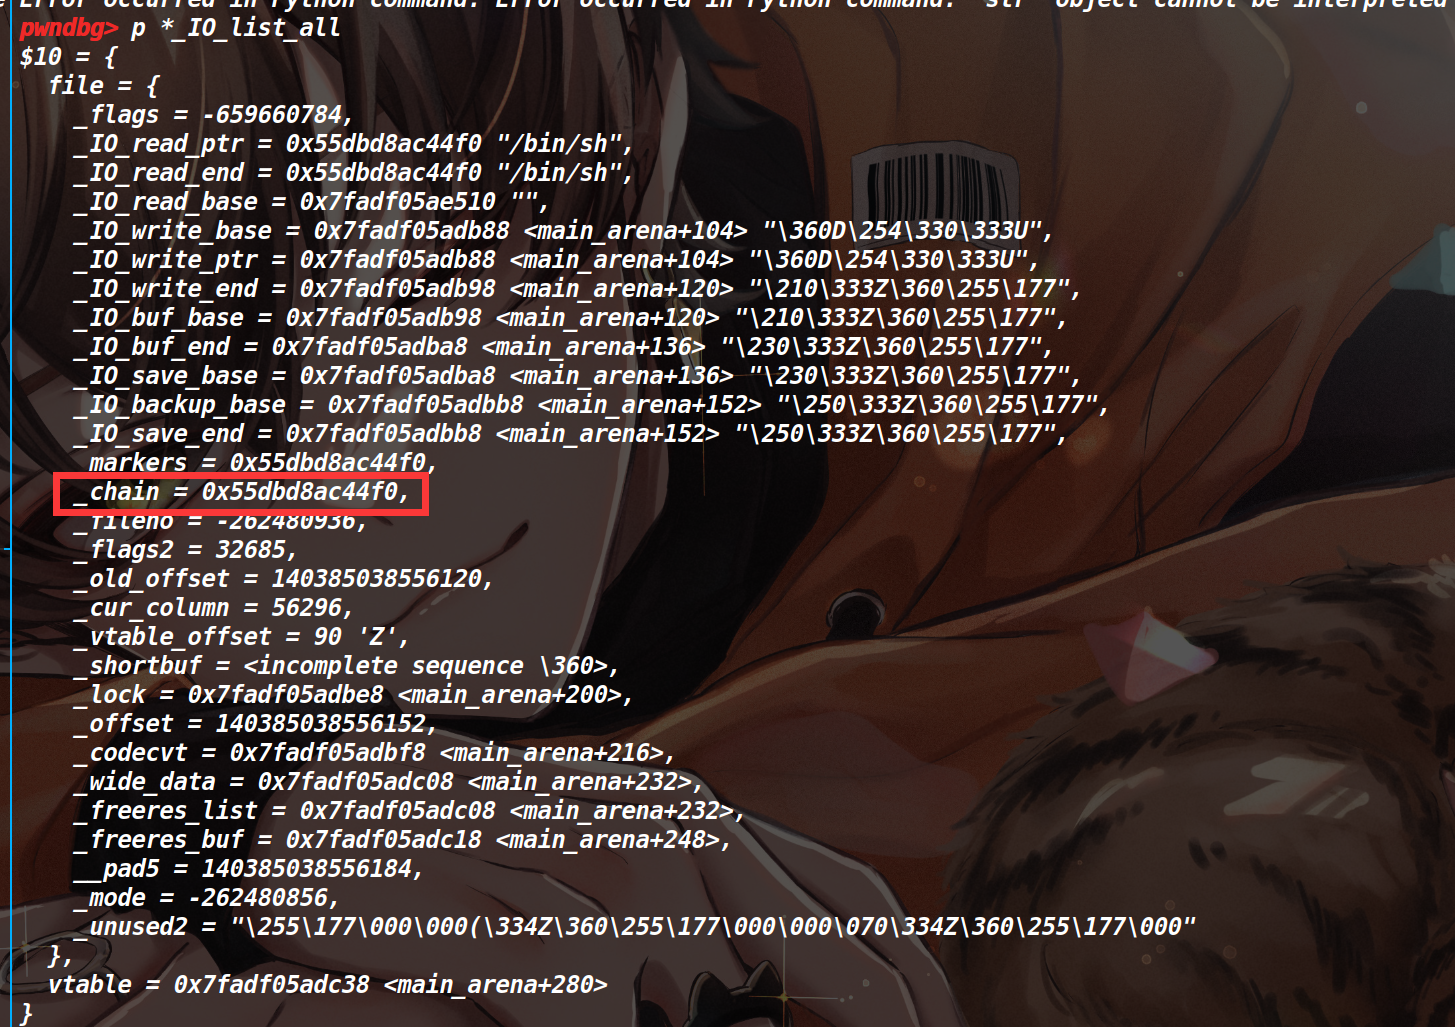 Error occurred in Python command: Error occurred in Python command: 'str' object cannot be interpreted
pwndbg> p *_IO_list_all
$10 = {
  file = {
    _flags = -659660784,
    _IO_read_ptr = 0x55dbd8ac44f0 "/bin/sh",
    _IO_read_end = 0x55dbd8ac44f0 "/bin/sh",
    _IO_read_base = 0x7fadf05ae510 "",
    _IO_write_base = 0x7fadf05adb88 <main_arena+104> "\360D\254\330\333U",
    _IO_write_ptr = 0x7fadf05adb88 <main_arena+104> "\360D\254\330\333U",
    _IO_write_end = 0x7fadf05adb98 <main_arena+120> "\210\333Z\360\255\177",
    _IO_buf_base = 0x7fadf05adb98 <main_arena+120> "\210\333Z\360\255\177",
    _IO_buf_end = 0x7fadf05adba8 <main_arena+136> "\230\333Z\360\255\177",
    _IO_save_base = 0x7fadf05adba8 <main_arena+136> "\230\333Z\360\255\177",
    _IO_backup_base = 0x7fadf05adbb8 <main_arena+152> "\250\333Z\360\255\177",
    _IO_save_end = 0x7fadf05adbb8 <main_arena+152> "\250\333Z\360\255\177",
    _markers = 0x55dbd8ac44f0,
    _chain = 0x55dbd8ac44f0,
    _fileno = -262480936,
    _flags2 = 32685,
    _old_offset = 140385038556120,
    _cur_column = 56296,
    _vtable_offset = 90 'Z',
    _shortbuf = <incomplete sequence \360>,
    _lock = 0x7fadf05adbe8 <main_arena+200>,
    _offset = 140385038556152,
    _codecvt = 0x7fadf05adbf8 <main_arena+216>,
    _wide_data = 0x7fadf05adc08 <main_arena+232>,
    _freeres_list = 0x7fadf05adc08 <main_arena+232>,
    _freeres_buf = 0x7fadf05adc18 <main_arena+248>,
    __pad5 = 140385038556184,
    _mode = -262480856,
    _unused2 = "\255\177\000\000(\334Z\360\255\177\000\000\070\334Z\360\255\177\000"
  },
  vtable = 0x7fadf05adc38 <main_arena+280>
}